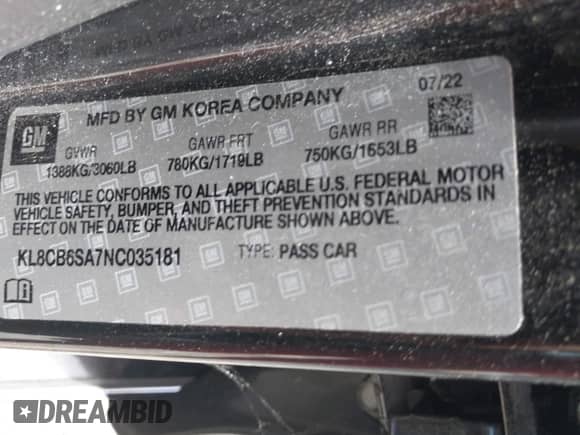 07/22
MFD BY GM KOREA COMPANY
GM
GVWR GAWR FRT GAWR RR
1388KG/3060LB 780KG/1719LB 750KG/1653LB
THIS VEHICLE CONFORMS TO ALL APPLICABLE U.S. FEDERAL MOTOR
VEHICLE SAFETY, BUMPER, AND THEFT PREVENTION STANDARDS IN
EFFECT ON THE DATE OF MANUFACTURE SHOWN ABOVE.
KL8CB6SA7NC035181 TYPE: PASS CAR
DREAMBID